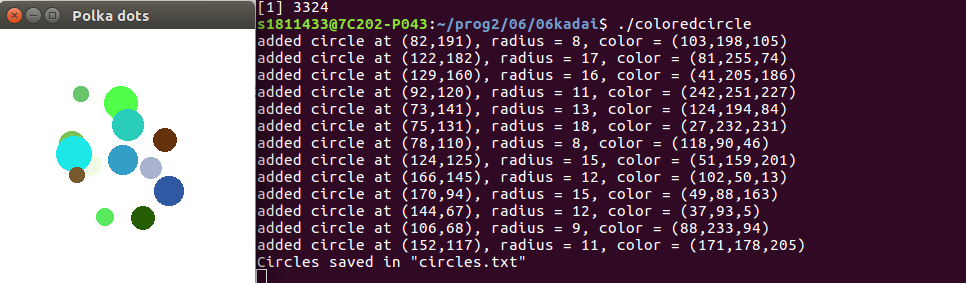 Polka dots
[1] 3324
s1811433@7C202-P043:~/prog2/06/06kadai$ ./coloredcircle
added circle at (82,191), radius = 8, color = (103,198,105)
added circle at (122,182), radius = 17, color = (81,255,74)
added circle at (129,160), radius = 16, color = (41,205,186)
added circle at (92,120), radius = 11, color = (242,251,227)
added circle at (73,141), radius = 13, color = (124,194,84)
added circle at (75,131), radius = 18, color = (27,232,231)
added circle at (78,110), radius = 8, color = (118,90,46)
added circle at (124,125), radius = 15, color = (51,159,201)
added circle at (166,145), radius = 12, color = (102,50,13)
added circle at (170,94), radius = 15, color = (49,88,163)
added circle at (144,67), radius = 12, color = (37,93,5)
added circle at (106,68), radius = 9, color = (88,233,94)
added circle at (152,117), radius = 11, color = (171,178,205)
Circles saved in "circles.txt"